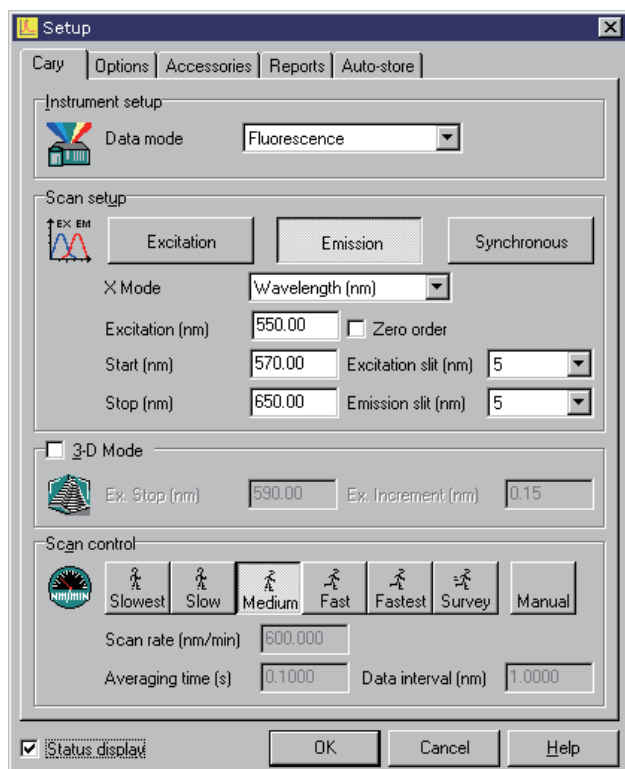 Setup
Cary Options Accessories Reports Auto-store
Instrument setup
Data mode Fluorescence
Scan setup
EX EM
Excitation Emission Synchronous
X Mode Wavelength (nm)
Excitation (nm) 550.00 Zero order
Start (nm) 570.00 Excitation slit (nm) 5
Stop (nm) 650.00 Emission slit (nm) 5
3-D Mode
Ex. Stop (nm) 590.00 Ex. Increment (nm) 0.15
Scan control
NM/MIN
Slowest Slow Medium Fast Fastest Survey Manual
Scan rate (nm/min) 600.000
Averaging time (s) 0.1000 Data interval (nm) 1.0000
Status display OK Cancel Help